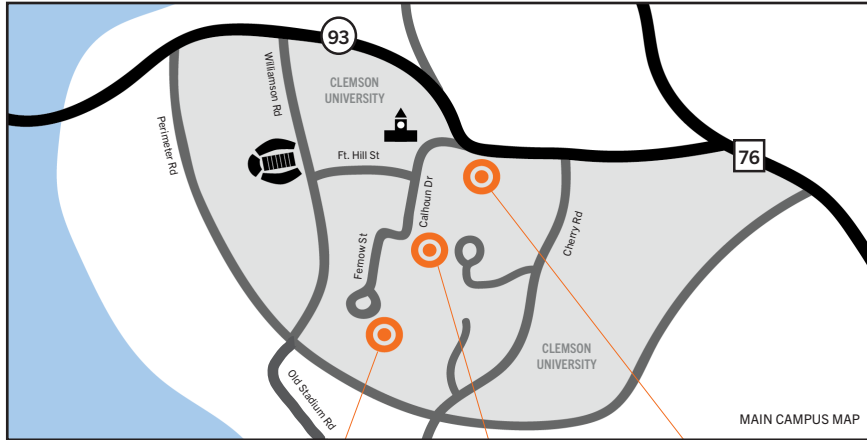 93
Williamson Rd
CLEMSON
UNIVERSITY
Perimeter Rd
Ft. Hill St
76
Calhoun Dr
Cherry Rd
Fernow St
CLEMSON
UNIVERSITY
Old Stadium Rd
MAIN CAMPUS MAP